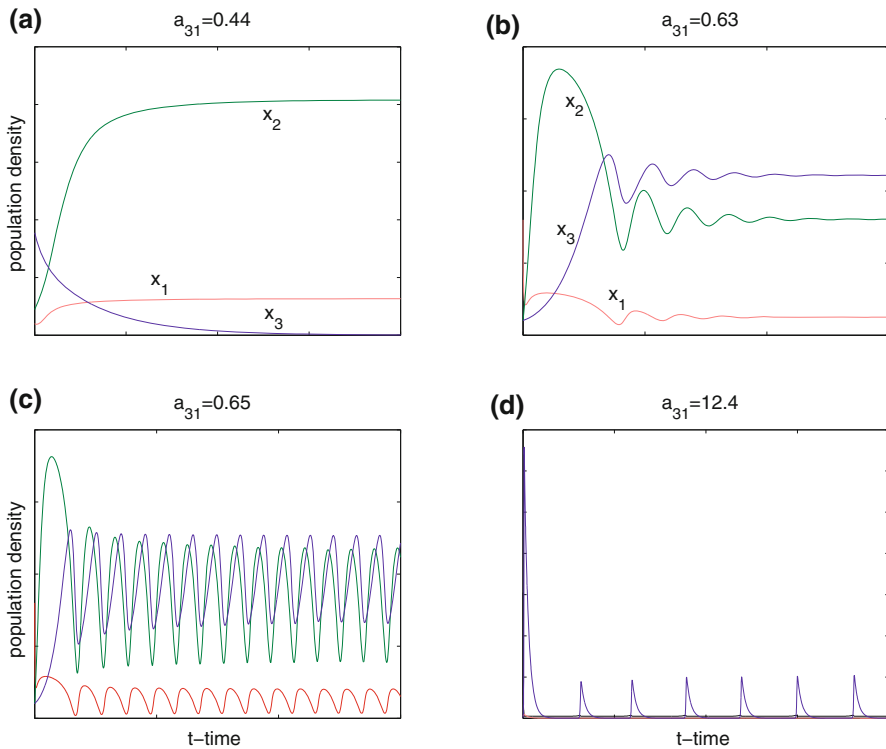 (a)
a31=0.44
population density
x2
x1
x3
(b)
a31=0.63
x2
x3
x1
(c)
a31=0.65
population density
t-time
(d)
a31=12.4
t-time